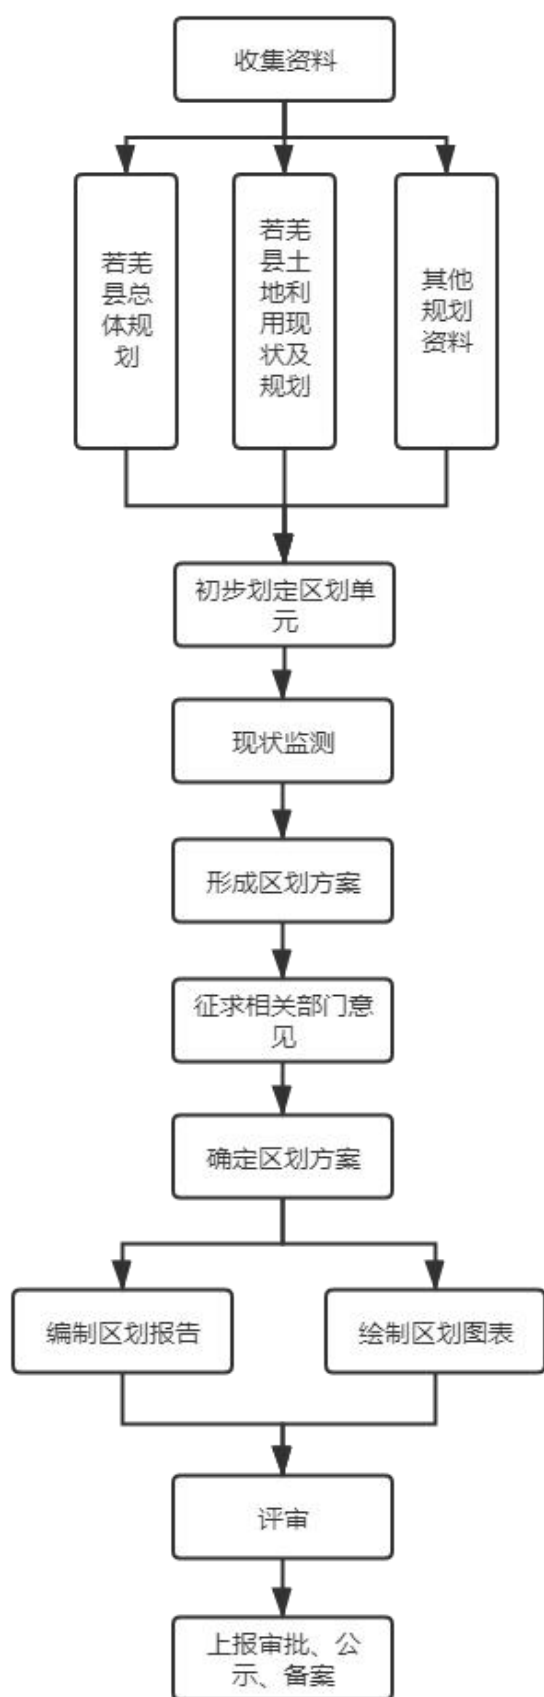 收集资料
若羌
县总
体规
划
若羌
县土
地利
用现
状及
规划
其他
规划
资料
初步划定区划单
元
现状监测
形成区划方案
征求相关部门意
见
确定区划方案
编制区划报告
绘制区划图表
评审
上报审批、公
示、备案